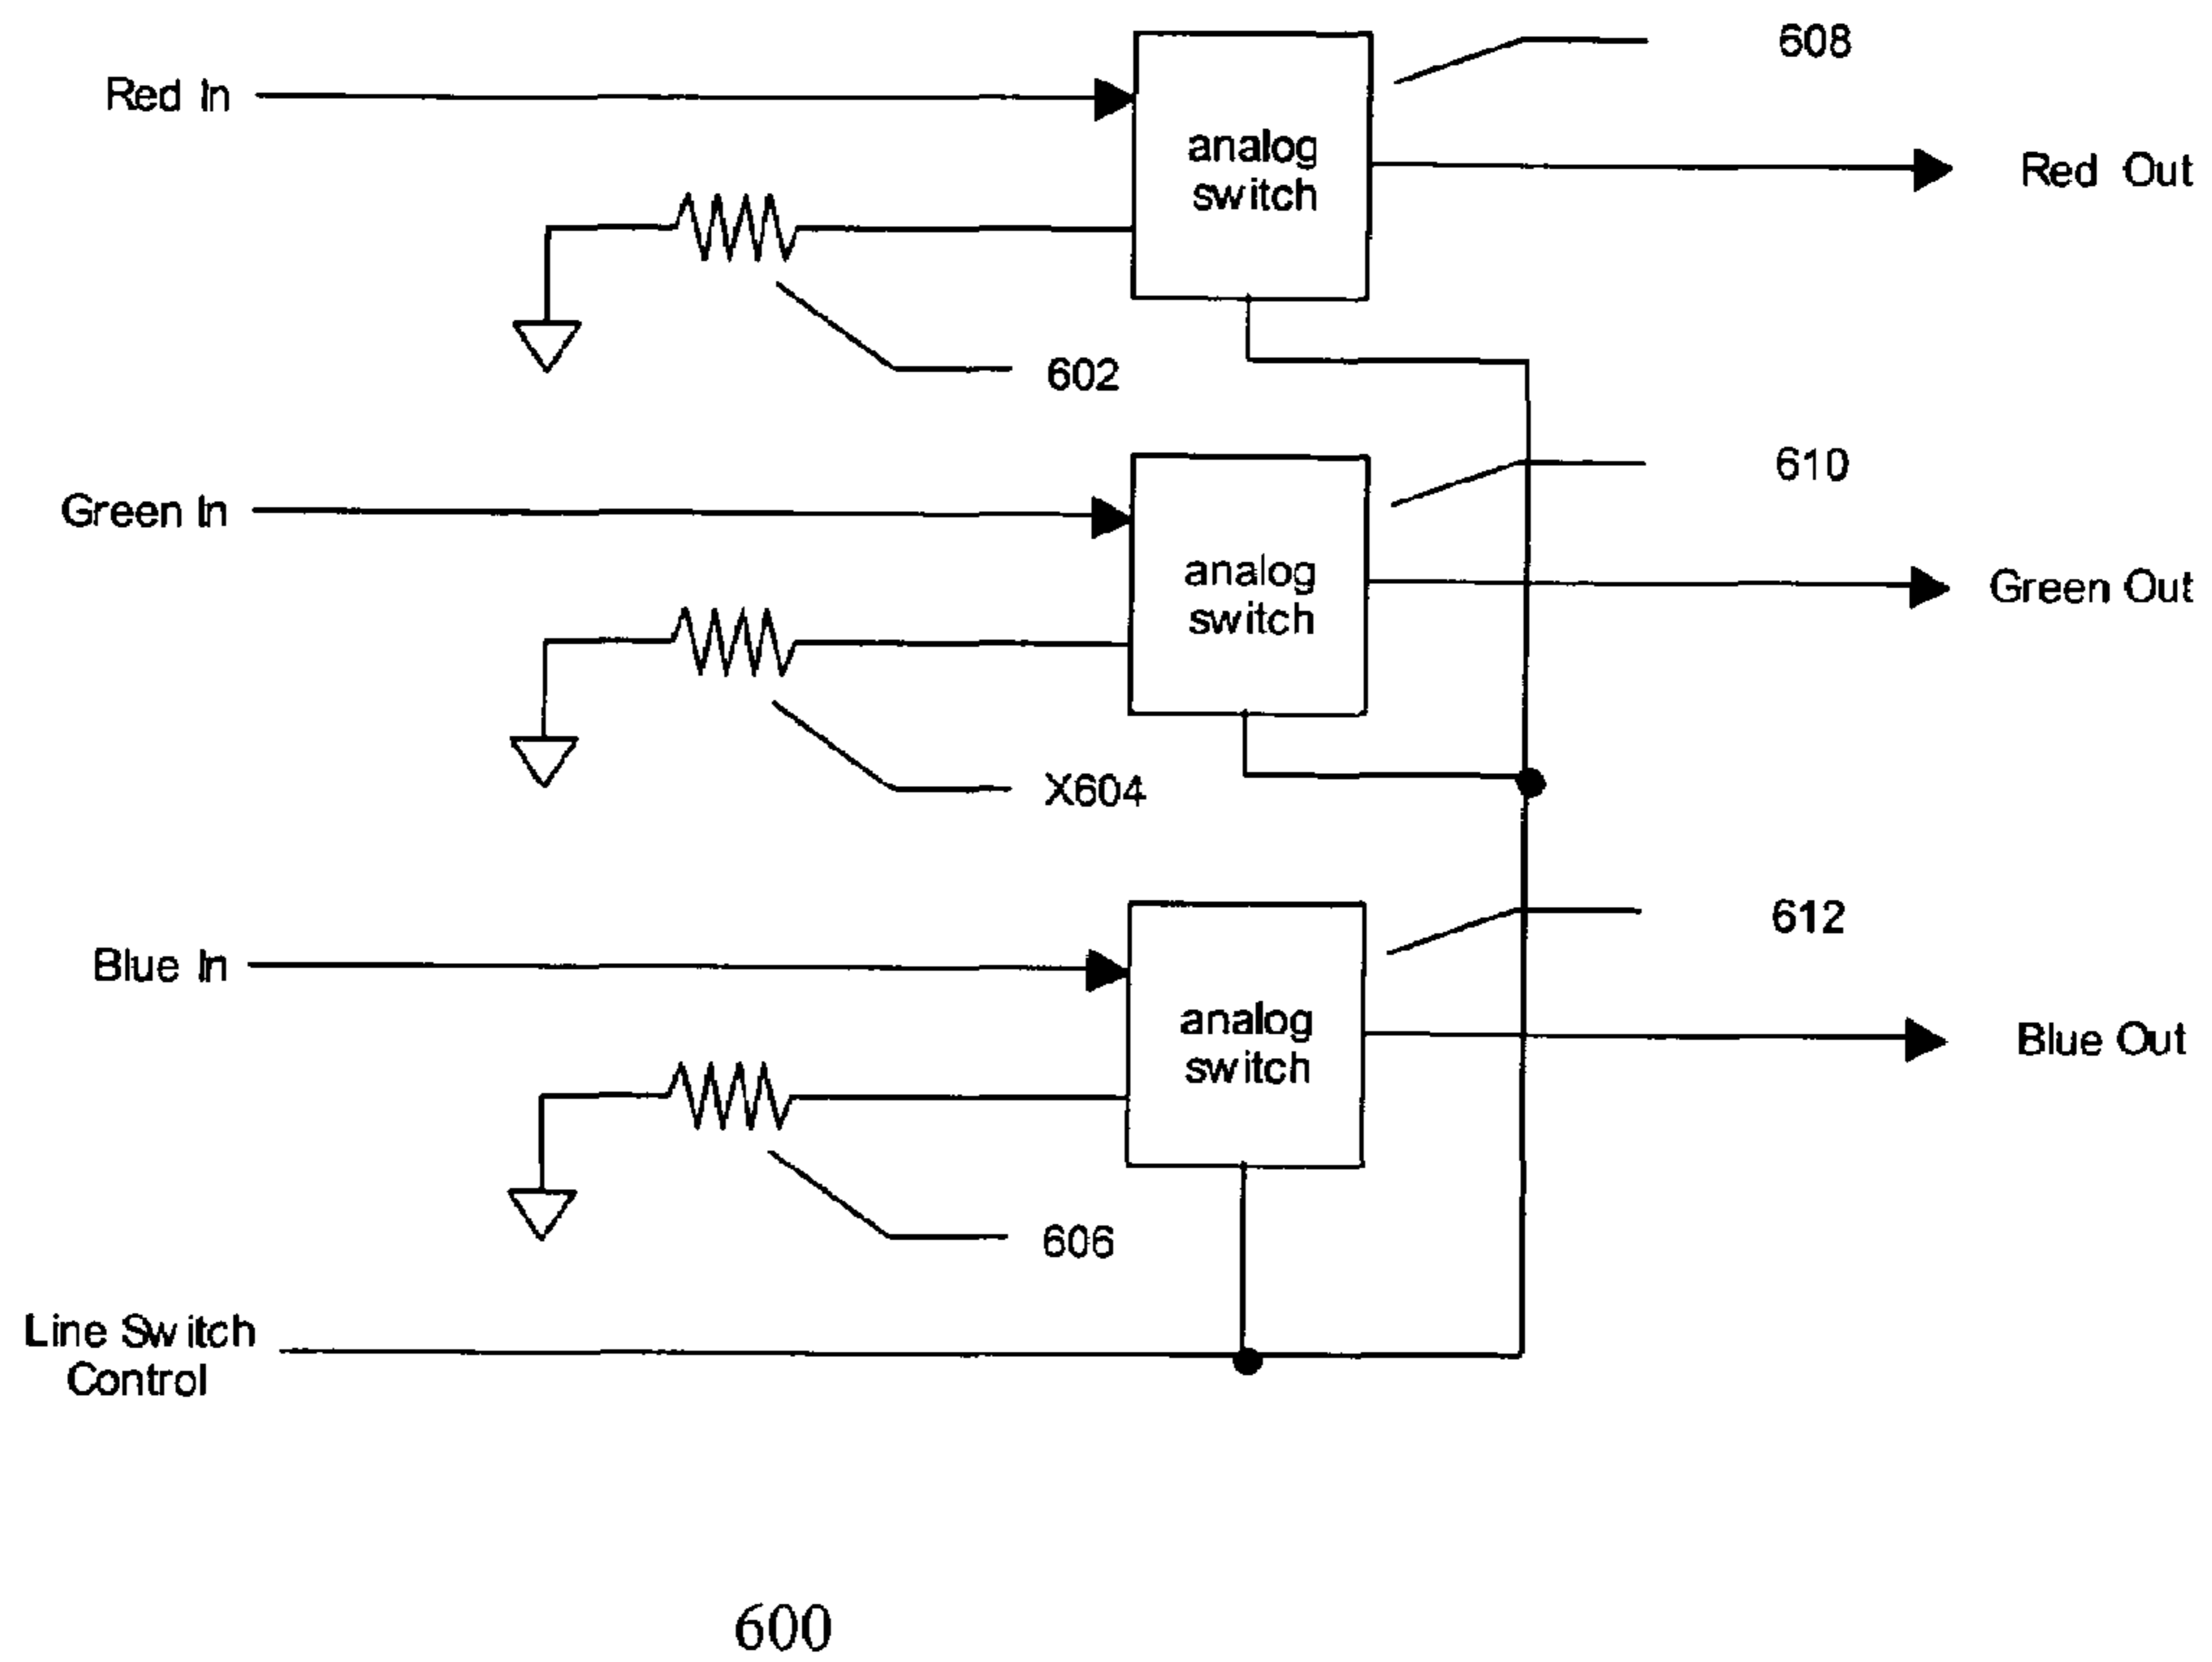 608
Red In
analog
switch
Red Out
602
610
Green In
analog
switch
Green Out
X604
612
Blue In
analog
switch
Blue Out
606
Line Switch
Control
600